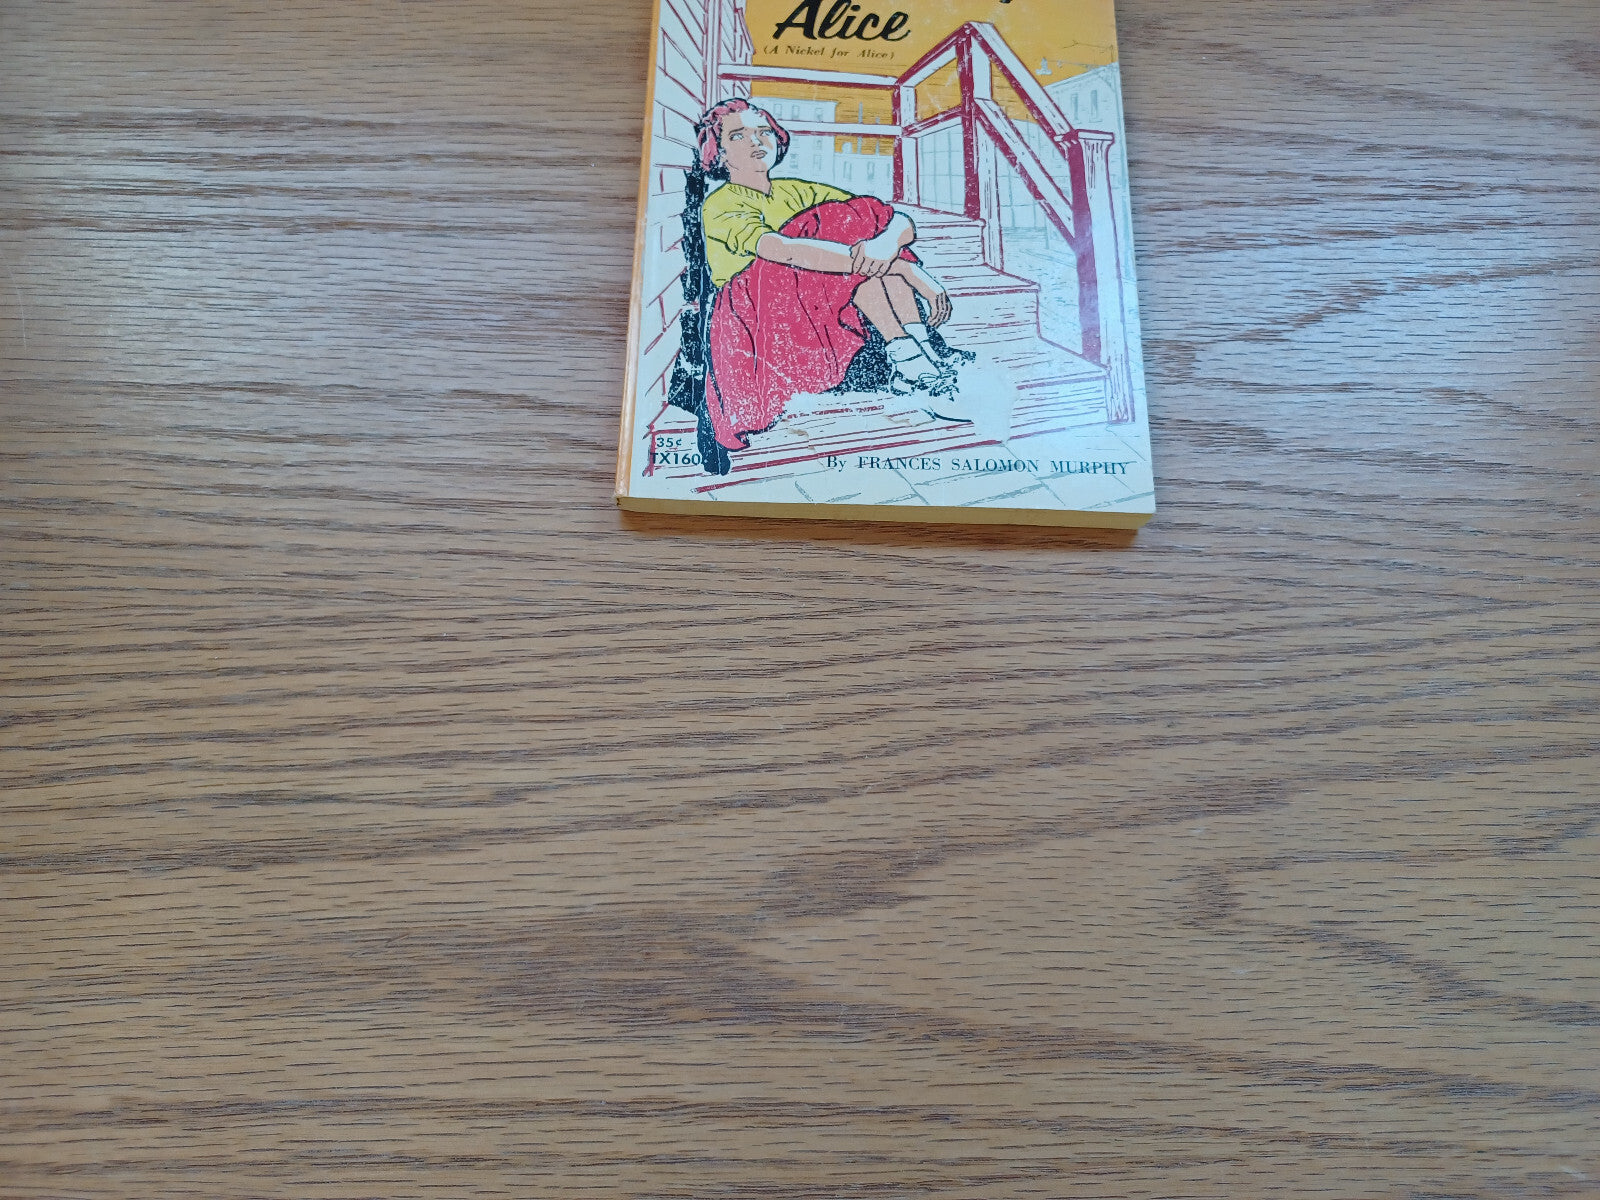 Alice
(A Nickel for Alice)
35¢
TX160
By FRANCES SALOMON MURPHY